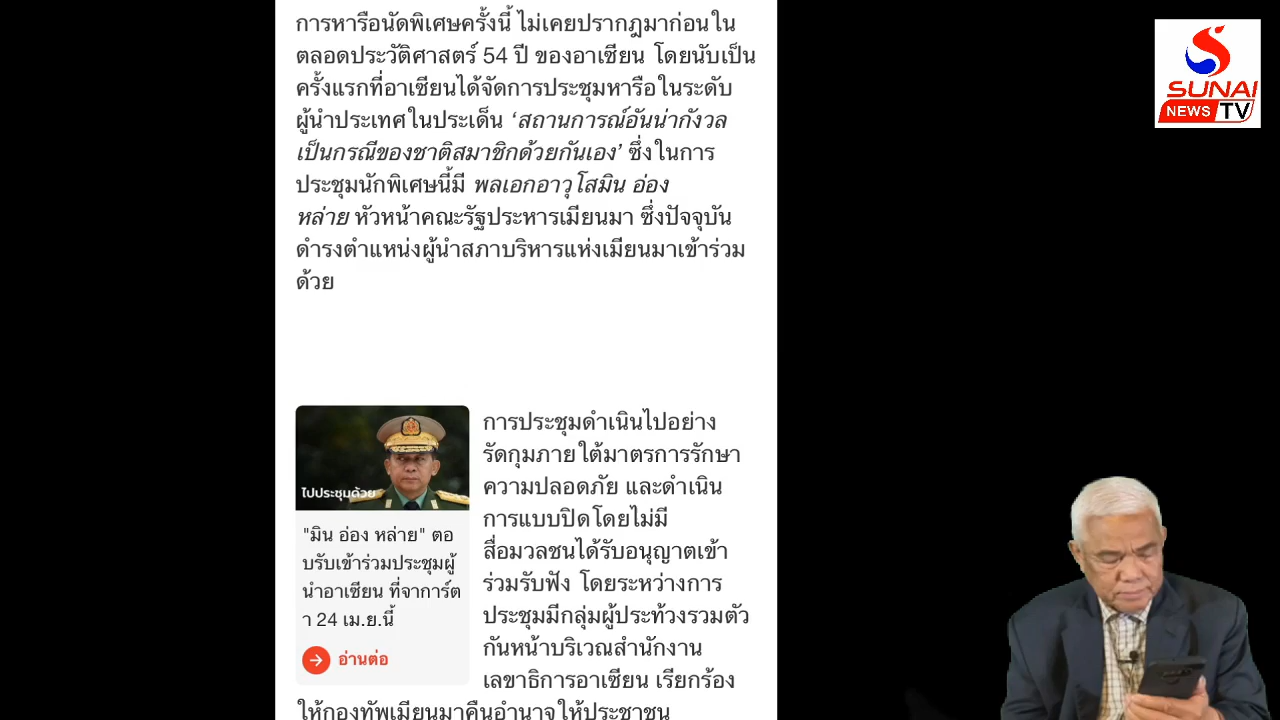 การหารือนัดพิเศษครั้งนี้ ไม่เคยปรากฎมาก่อนใน
ตลอดประวัติศาสตร์ 54 ปี ของอาเซียน โดยนับเป็น
ครั้งแรกที่อาเซียนได้จัดการประชุมหารือในระดับ
ผู้นำประเทศในประเด็น ‘สถานการณ์อันน่ากังวล
เป็นกรณีของชาติสมาชิกด้วยกันเอง’ ซึ่งในการ
ประชุมนักพิเศษนี้มี พลเอกอาวุโสมิน อ่อง
หล่าย หัวหน้าคณะรัฐประหารเมียนมา ซึ่งปัจจุบัน
ดำรงตำแหน่งผู้นำสภาบริหารแห่งเมียนมาเข้าร่วม
ด้วย
SUNAI
NEWS TV
ไปประชุมด้วย
"มิน อ่อง หล่าย" ตอ
บรับเข้าร่วมประชุมผู้
นำอาเซียน ที่จาการ์ต
า 24 เม.ย.นี้
อ่านต่อ
การประชุมดำเนินไปอย่าง
รัดกุมภายใต้มาตรการรักษา
ความปลอดภัย และดำเนิน
การแบบปิดโดยไม่มี
สื่อมวลชนได้รับอนุญาตเข้า
ร่วมรับฟัง โดยระหว่างการ
ประชุมมีกลุ่มผู้ประท้วงรวมตัว
กันหน้าบริเวณสำนักงาน
เลขาธิการอาเซียน เรียกร้อง
ให้กองทัพเมียนมาคืนอำนาจให้ประชาชน